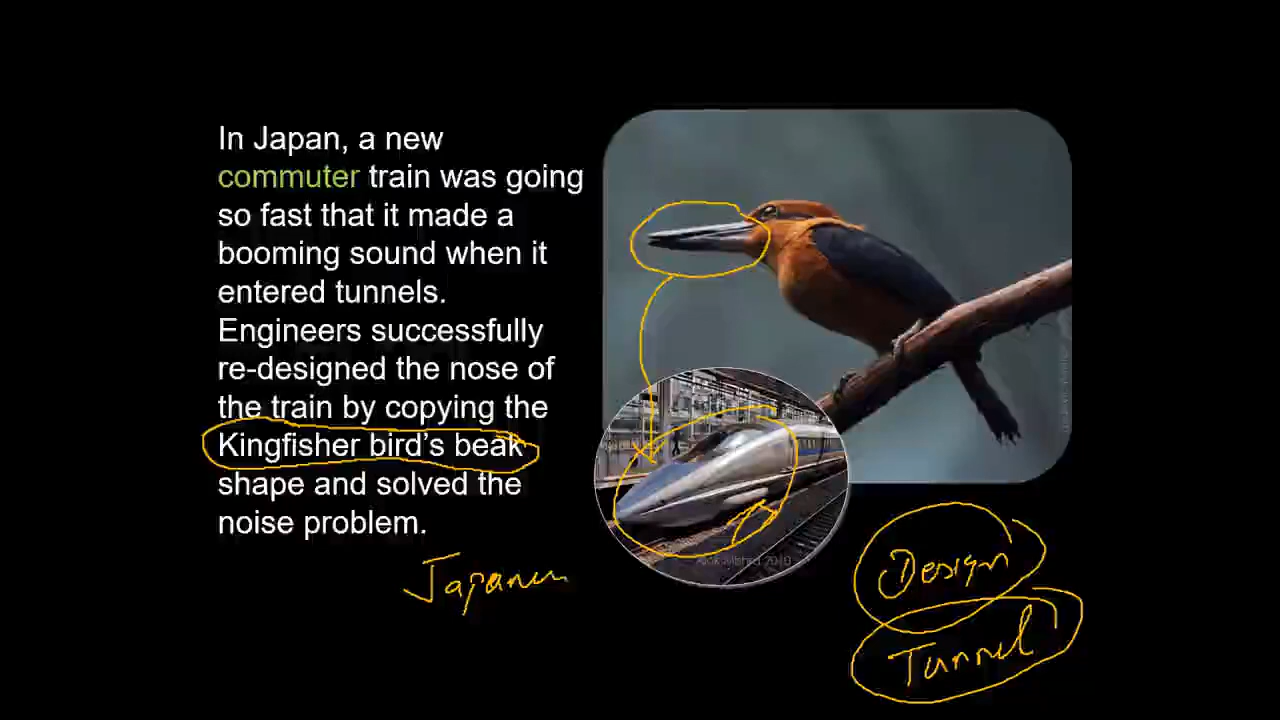 In Japan, a new
commuter train was going
so fast that it made a
booming sound when it
entered tunnels.
Engineers successfully
re-designed the nose of
the train by copying the
Kingfisher bird's beak
shape and solved the
noise problem.
Design
Tunnel